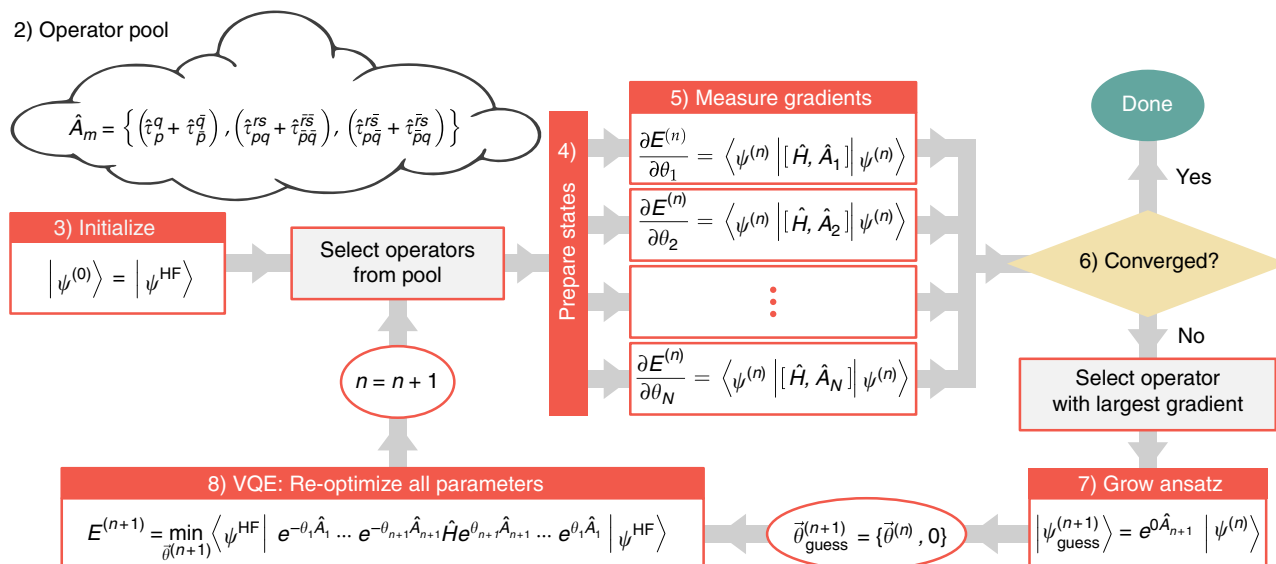 2) Operator pool
Â_m = { (τ̂_p^q + τ̂_p̄^q̄) , (τ̂_pq^rs + τ̂_p̄q̄^r̄s̄) , (τ̂_pq̄^rs̄ + τ̂_p̄q^r̄s) }
3) Initialize
| ψ^(0) ⟩ = | ψ^HF ⟩
Select operators
from pool
4)
Prepare states
5) Measure gradients
∂E^(n)/∂θ_1 = ⟨ ψ^(n) | [Ĥ, Â_1] | ψ^(n) ⟩
∂E^(n)/∂θ_2 = ⟨ ψ^(n) | [Ĥ, Â_2] | ψ^(n) ⟩
⋮
∂E^(n)/∂θ_N = ⟨ ψ^(n) | [Ĥ, Â_N] | ψ^(n) ⟩
Done
Yes
6) Converged?
No
Select operator
with largest gradient
7) Grow ansatz
| ψ_guess^(n+1) ⟩ = e^{0Â_{n+1}} | ψ^(n) ⟩
θ⃗_guess^(n+1) = {θ⃗^(n) , 0}
8) VQE: Re-optimize all parameters
E^(n+1) = min_{θ⃗^(n+1)} ⟨ ψ^HF | e^{-θ_1Â_1} ··· e^{-θ_{n+1}Â_{n+1}} Ĥ e^{θ_{n+1}Â_{n+1}} ··· e^{θ_1Â_1} | ψ^HF ⟩
n = n + 1